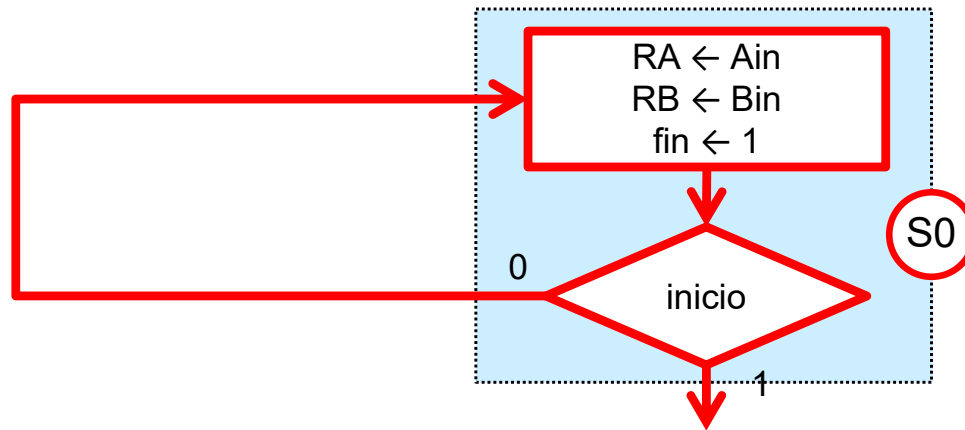 RA ← Ain
RB ← Bin
fin ← 1
S0
0
inicio
1